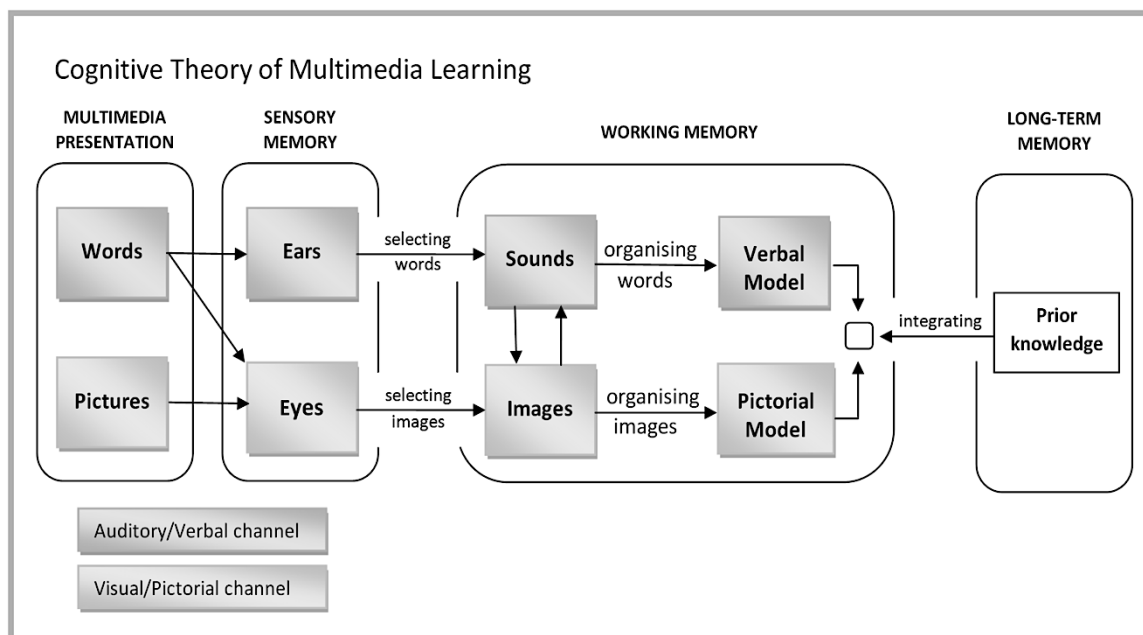 Cognitive Theory of Multimedia Learning
MULTIMEDIA
PRESENTATION
SENSORY
MEMORY
WORKING MEMORY
LONG-TERM
MEMORY
Words
Ears
selecting
words
Sounds
organising
words
Verbal
Model
integrating
Prior
knowledge
Pictures
Eyes
selecting
images
Images
organising
images
Pictorial
Model
Auditory/Verbal channel
Visual/Pictorial channel